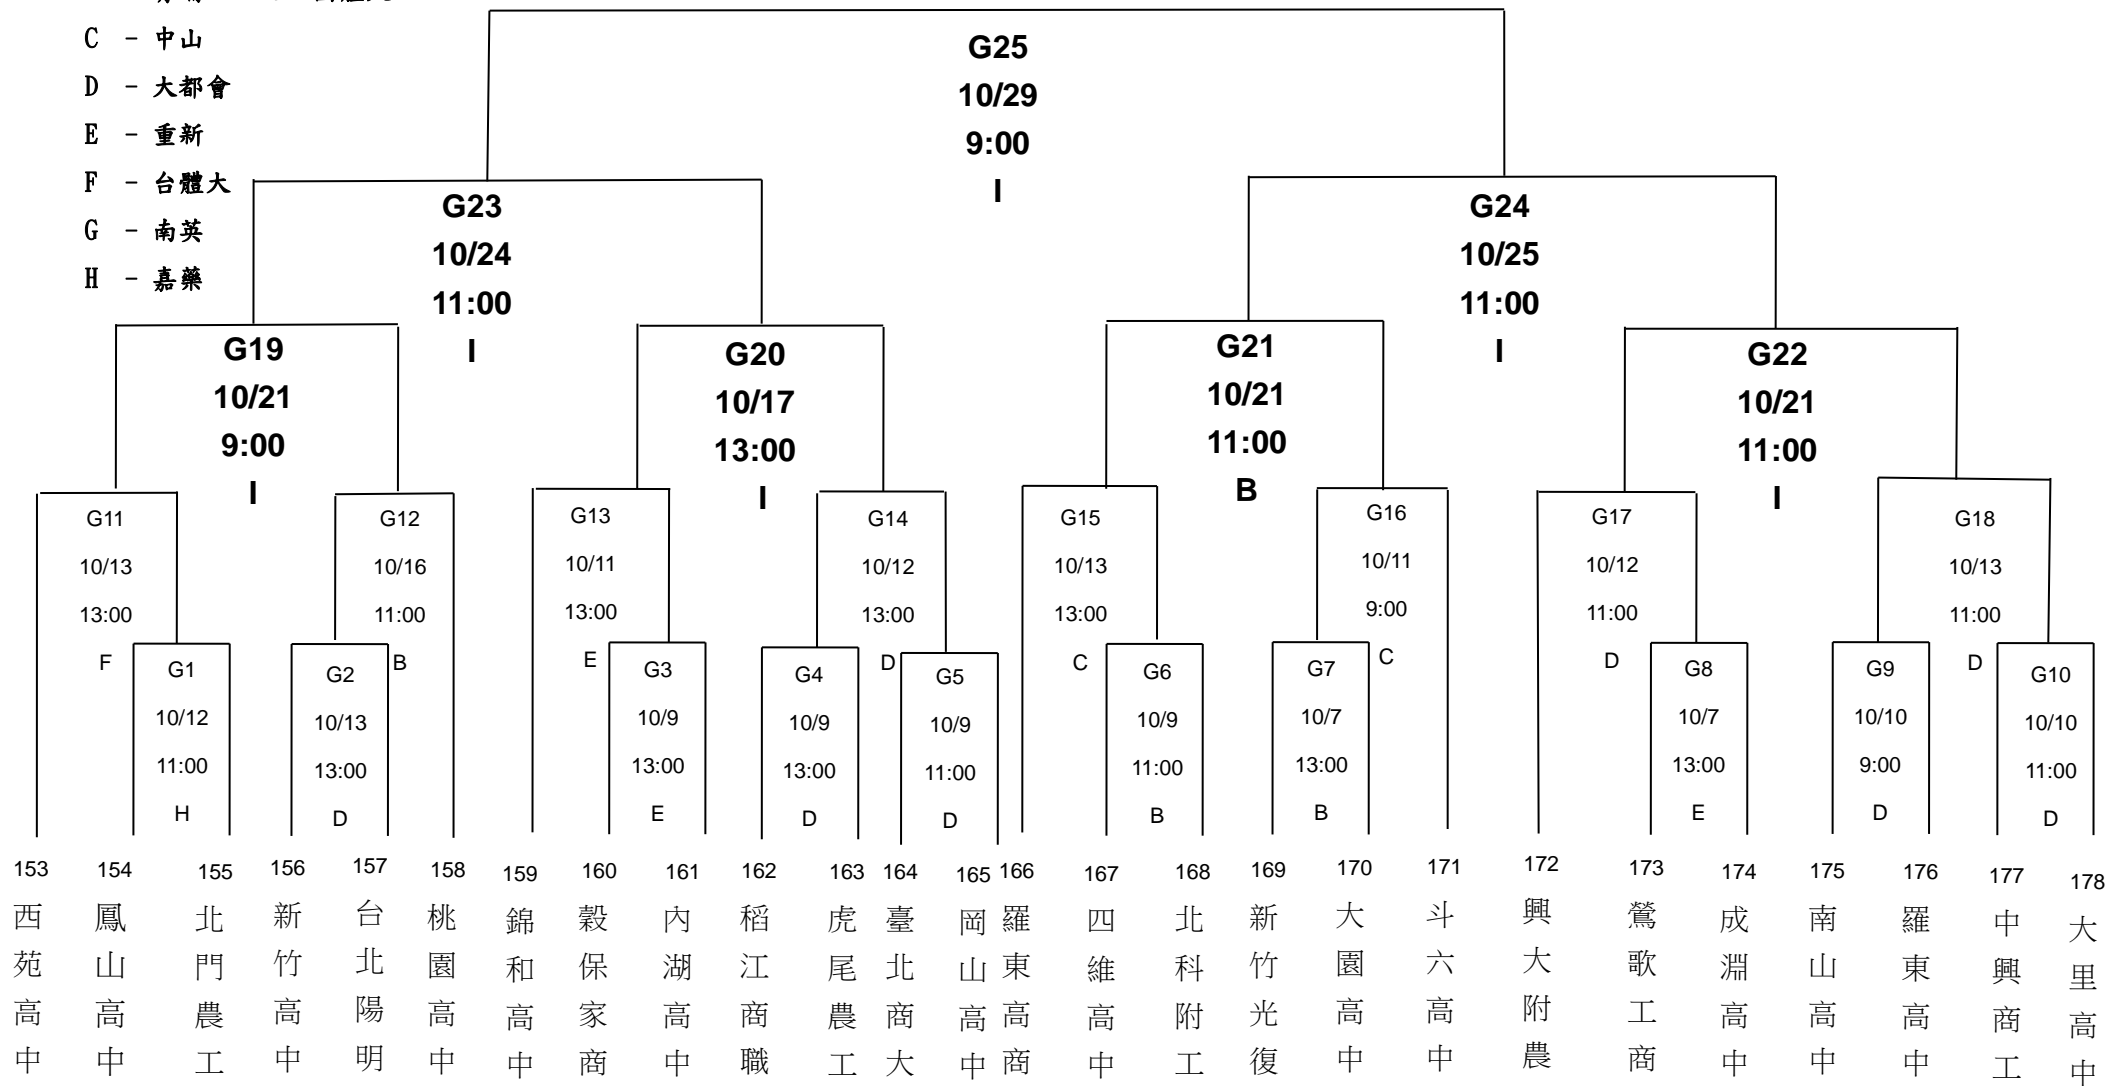 C - 中山
D - 大都會
E - 重新
F - 台體大
G - 南英
H - 嘉藥
G25
10/29
9:00
I
G23
10/24
11:00
I
G24
10/25
11:00
I
G19
10/21
9:00
I
G20
10/17
13:00
I
G21
10/21
11:00
B
G22
10/21
11:00
I
G11
10/13
13:00
F
G12
10/16
11:00
B
G13
10/11
13:00
E
G14
10/12
13:00
D
G15
10/13
13:00
C
G16
10/11
9:00
C
G17
10/12
11:00
D
G18
10/13
11:00
D
G1
10/12
11:00
H
G2
10/13
13:00
D
G3
10/9
13:00
E
G4
10/9
13:00
D
G5
10/9
11:00
D
G6
10/9
11:00
B
G7
10/7
13:00
B
G8
10/7
13:00
E
G9
10/10
9:00
D
G10
10/10
11:00
D
153
西苑高中
154
鳳山高中
155
北門農工
156
新竹高中
157
台北陽明
158
桃園高中
159
錦和高中
160
穀保家商
161
內湖高中
162
稻江商職
163
虎尾農工
164
臺北商大
165
岡山高中
166
羅東高商
167
四維高中
168
北科附工
169
新竹光復
170
大園高中
171
斗六高中
172
興大附農
173
鶯歌工商
174
成淵高中
175
南山高中
176
羅東高中
177
中興商工
178
大里高中